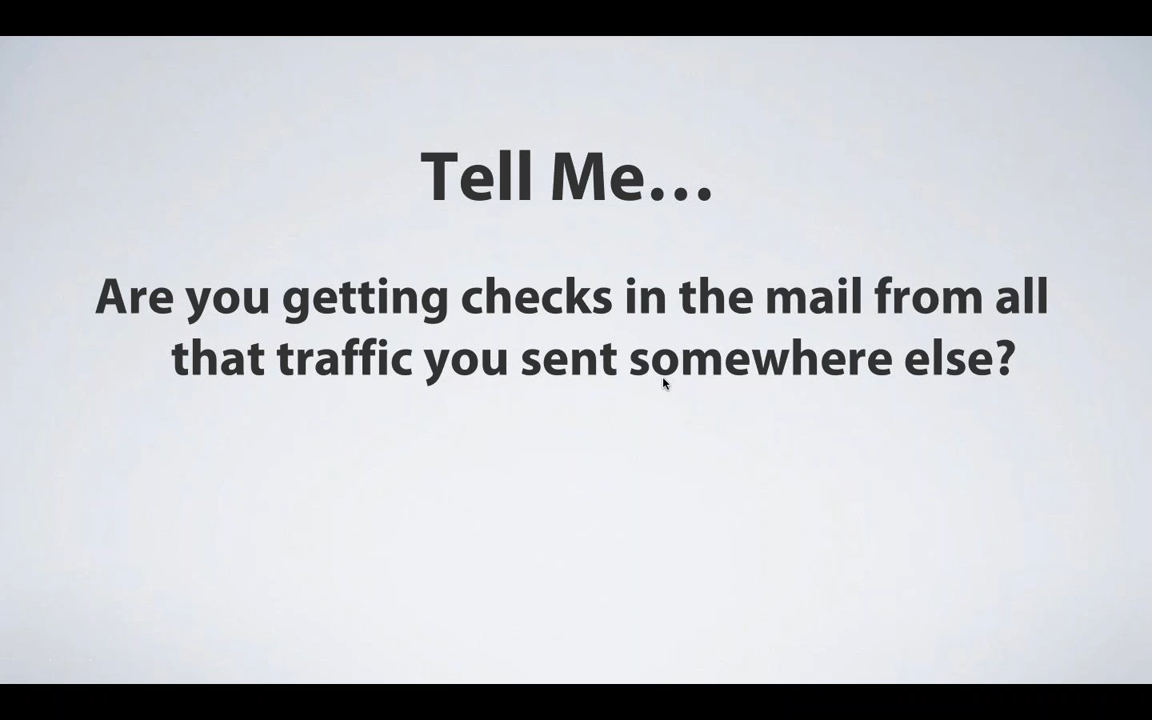 Tell Me...
Are you getting checks in the mail from all
that traffic you sent somewhere else?